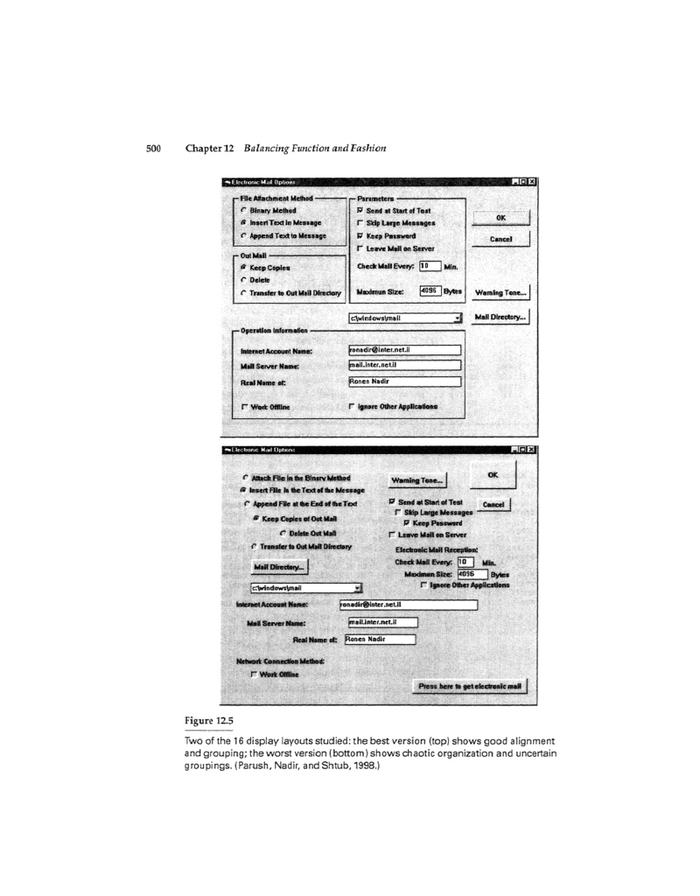 500 Chapter 12 Balancing Function and Fashion
Electronic Mail Options
File Attachment Method
Binary Method
Insert Text in Message
Append Text to Message
Out Mail
Keep Copies
Delete
Transfer to Out Mail Directory
Parameters
Send at Start of Test
Skip Large Messages
Keep Password
Leave Mail on Server
Check Mail Every: 10 Min.
Maximun Size: 4096 Bytes
OK
Cancel
Warning Tone...
c:\windows\mail
Mail Directory...
Operation Information
Internet Account Name: ronadir@inter.net.il
Mail Server Name: mail.inter.net.il
Real Name of: Ronen Nadir
Work Offline Ignore Other Applications
Electronic Mail Options
Attach File in the Binary Method
Insert File in the Text of the Message
Append File at the End of the Text
Keep Copies of Out Mail
Delete Out Mail
Transfer to Out Mail Directory
Mail Directory...
c:\windows\mail
Warning Tone...
OK
Send at Start of Test
Cancel
Skip Large Messages
Keep Password
Leave Mail on Server
Electronic Mail Reception:
Check Mail Every: 10 Min.
Maximun Size: 4096 Bytes
Ignore Other Applications
Internet Account Name: ronadir@inter.net.il
Mail Server Name: mail.inter.net.il
Real Name of: Ronen Nadir
Network Connection Method:
Work Offline
Press here to get electronic mail
Figure 12.5
Two of the 16 display layouts studied: the best version (top) shows good alignment
and grouping; the worst version (bottom) shows chaotic organization and uncertain
groupings. (Parush, Nadir, and Shtub, 1998.)